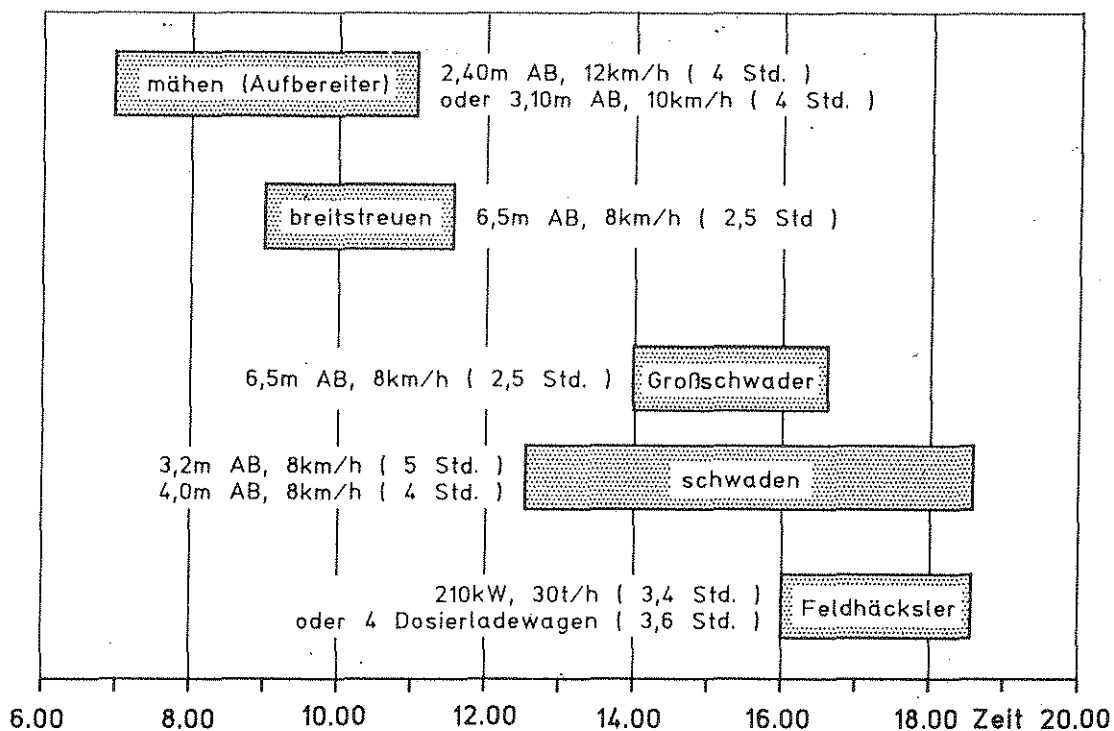 mähen (Aufbereiter)
2,40m AB, 12km/h ( 4 Std. )
oder 3,10m AB, 10km/h ( 4 Std. )
breitstreuen
6,5m AB, 8km/h ( 2,5 Std )
6,5m AB, 8km/h ( 2,5 Std. )
Großschwader
3,2m AB, 8km/h ( 5 Std. )
4,0m AB, 8km/h ( 4 Std. )
schwaden
210kW, 30t/h ( 3,4 Std. )
oder 4 Dosierladewagen ( 3,6 Std. )
Feldhäcksler
6.00 8.00 10.00 12.00 14.00 16.00 18.00 Zeit 20.00